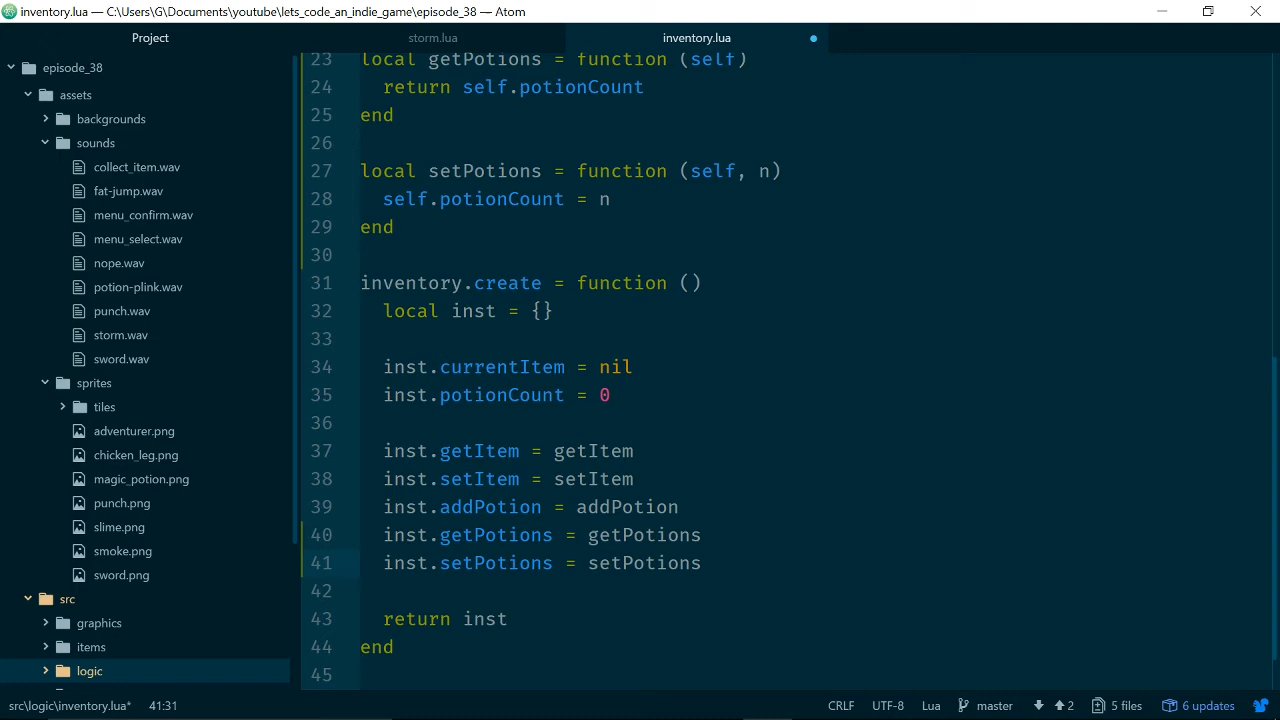 inventory.lua — C:\Users\G\Documents\youtube\lets_code_an_indie_game\episode_38 — Atom
Project
storm.lua
inventory.lua
episode_38
assets
backgrounds
sounds
collect_item.wav
fat-jump.wav
menu_confirm.wav
menu_select.wav
nope.wav
potion-plink.wav
punch.wav
storm.wav
sword.wav
sprites
tiles
adventurer.png
chicken_leg.png
magic_potion.png
punch.png
slime.png
smoke.png
sword.png
src
graphics
items
logic
23 local getPotions = function (self)
24 return self.potionCount
25 end
26
27 local setPotions = function (self, n)
28 self.potionCount = n
29 end
30
31 inventory.create = function ()
32 local inst = {}
33
34 inst.currentItem = nil
35 inst.potionCount = 0
36
37 inst.getItem = getItem
38 inst.setItem = setItem
39 inst.addPotion = addPotion
40 inst.getPotions = getPotions
41 inst.setPotions = setPotions
42
43 return inst
44 end
45
src\logic\inventory.lua* 41:31 CRLF UTF-8 Lua master 2 5 files 6 updates